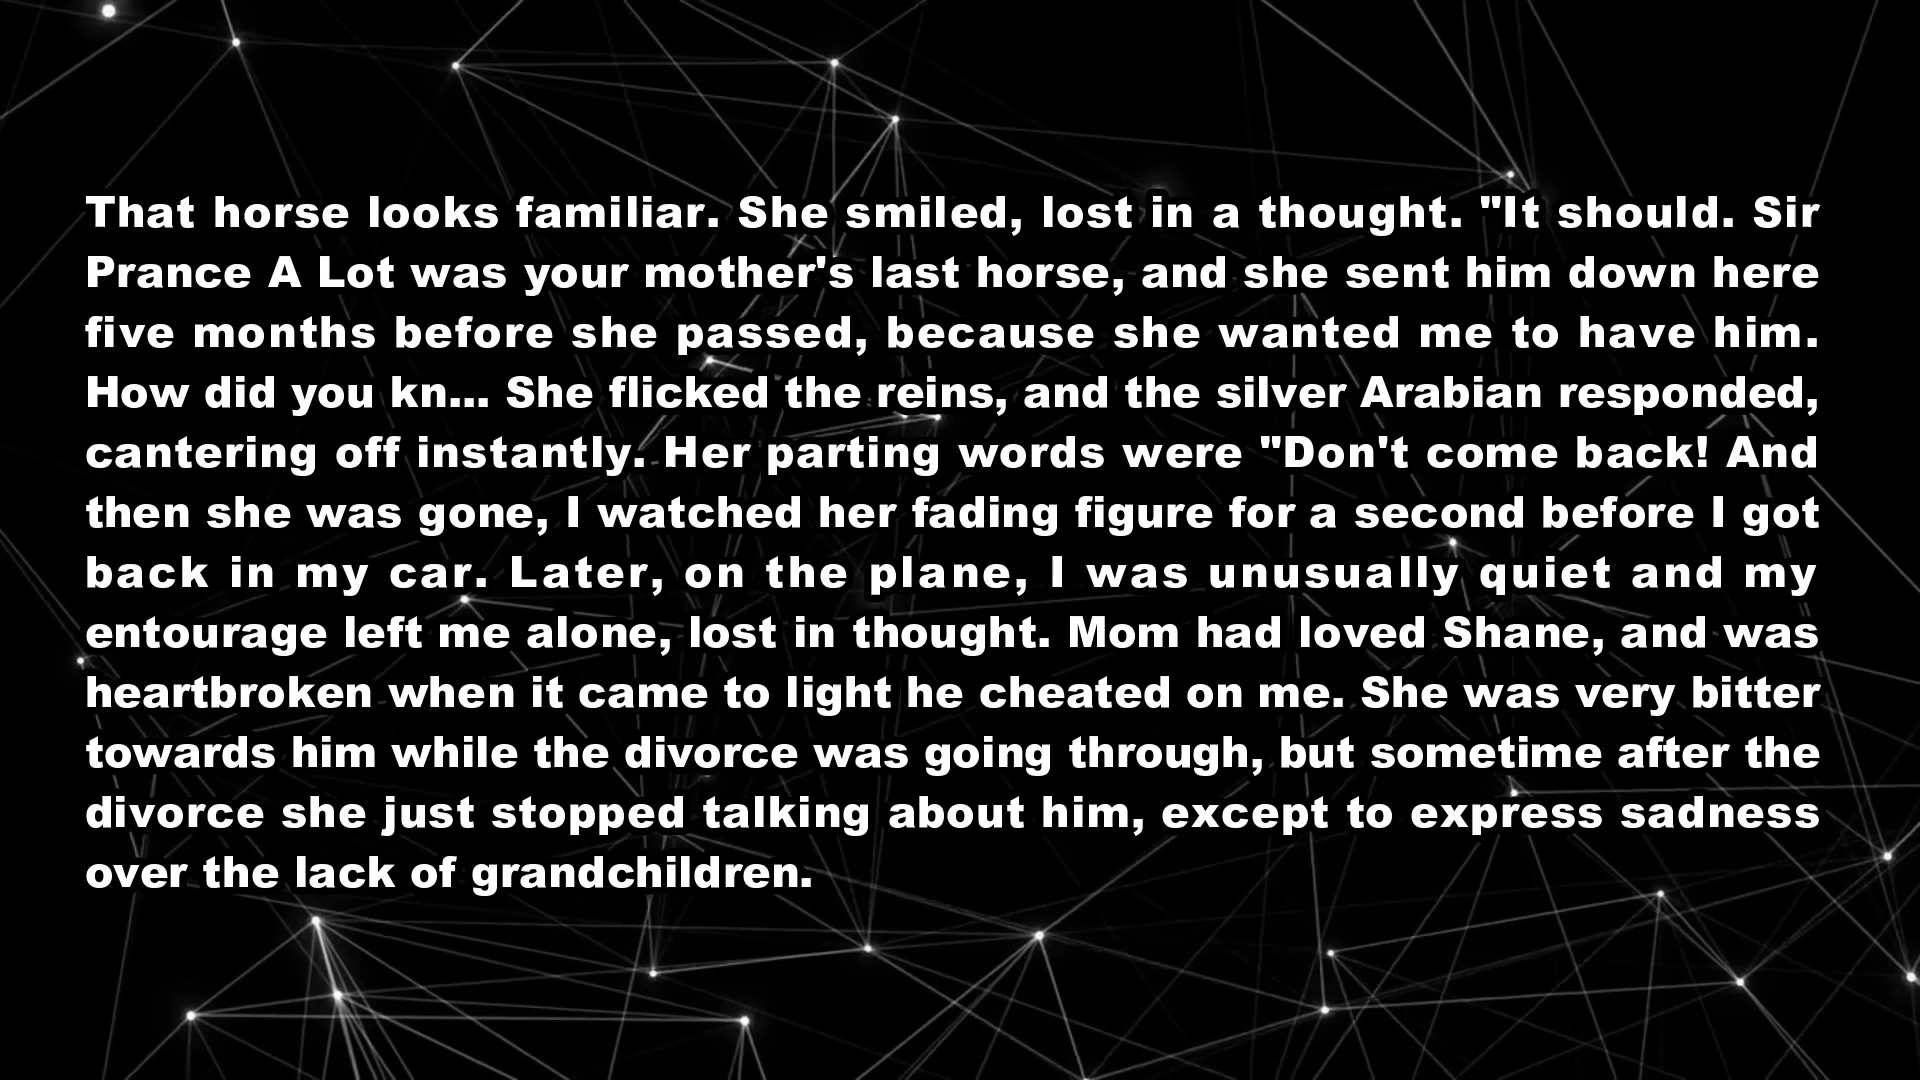 That horse looks familiar. She smiled, lost in a thought. "It should. Sir
Prance A Lot was your mother's last horse, and she sent him down here
five months before she passed, because she wanted me to have him.
How did you kn... She flicked the reins, and the silver Arabian responded,
cantering off instantly. Her parting words were "Don't come back! And
then she was gone, I watched her fading figure for a second before I got
back in my car. Later, on the plane, I was unusually quiet and my
entourage left me alone, lost in thought. Mom had loved Shane, and was
heartbroken when it came to light he cheated on me. She was very bitter
towards him while the divorce was going through, but sometime after the
divorce she just stopped talking about him, except to express sadness
over the lack of grandchildren.